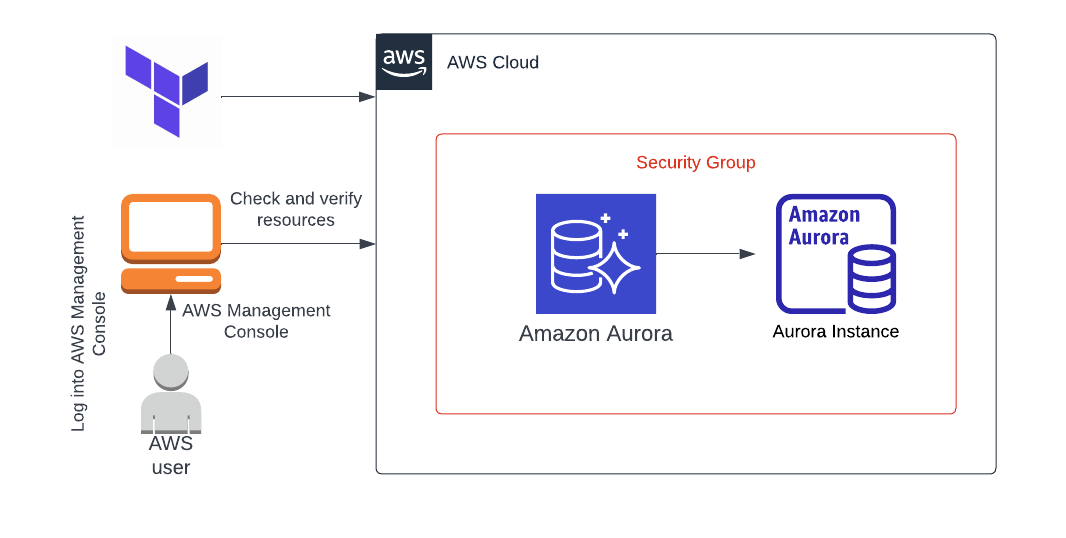 aws
AWS Cloud
Security Group
Check and verify
resources
Amazon
Aurora
Log into AWS Management
Console
AWS Management
Console
Amazon Aurora
Aurora Instance
AWS
user